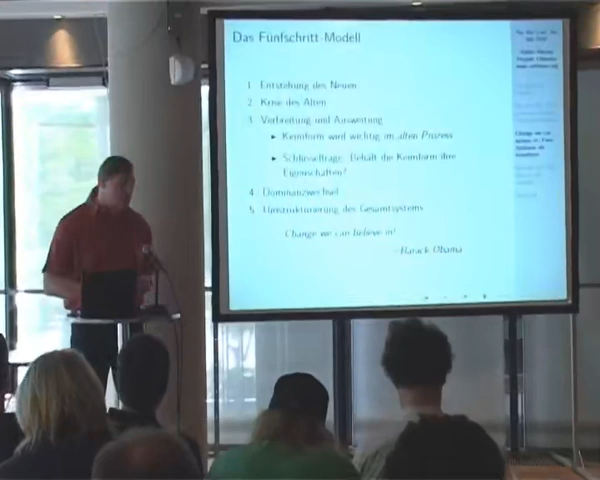 Das Fünfschritt-Modell
1. Entstehung des Neuen
2. Krise des Alten
3. Verbreitung und Ausweitung
► Keimform wird wichtig im alten Prozess
► Schlüsselfrage: Behält die Keimform ihre
Eigenschaften?
4. Dominanzwechsel
5. Umstrukturierung des Gesamtsystems
Change we can believe in!
– Barack Obama